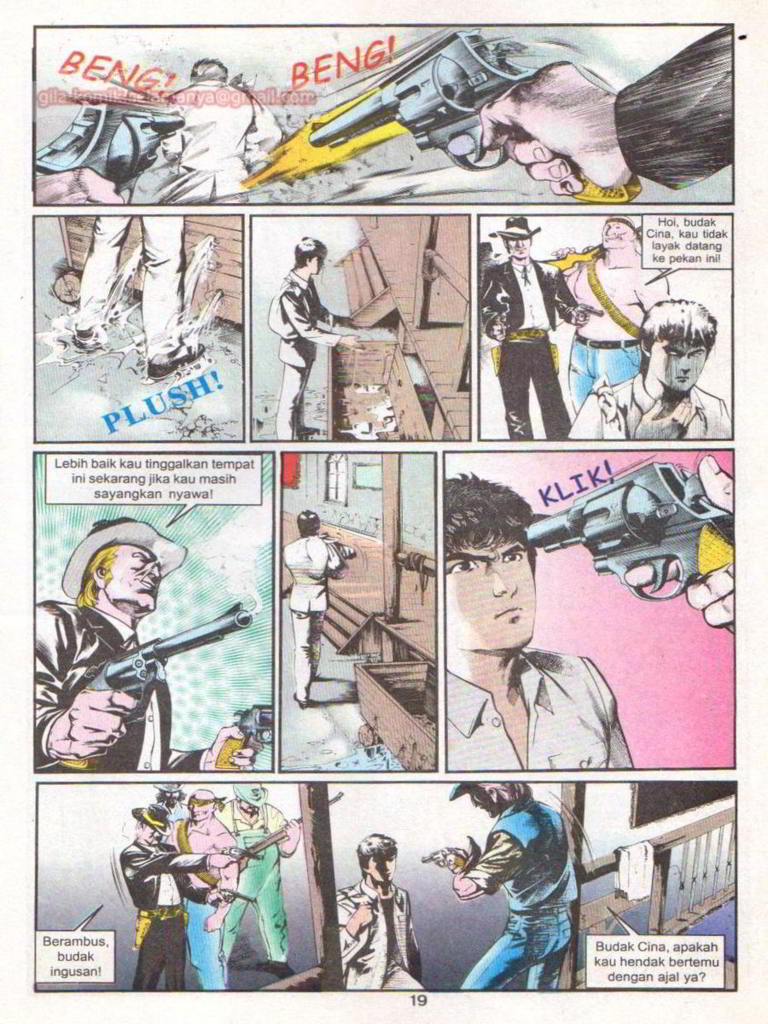 BENG!
BENG!
PLUSH!
Hoi, budak
Cina, kau tidak
layak datang
ke pekan ini!
Lebih baik kau tinggalkan tempat
ini sekarang jika kau masih
sayangkan nyawa!
KLIK!
Berambus,
budak
ingusan!
Budak Cina, apakah
kau hendak bertemu
dengan ajal ya?
19